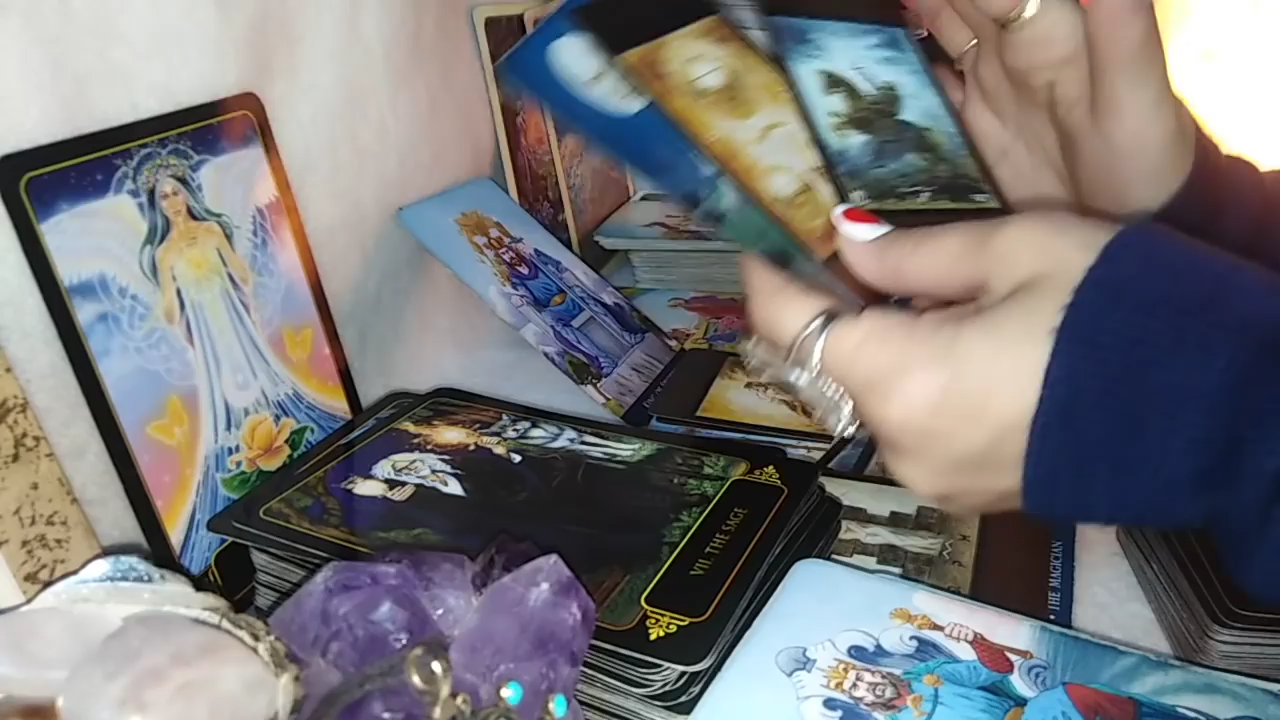 VII. THE SAGE
• THE MAGICIAN